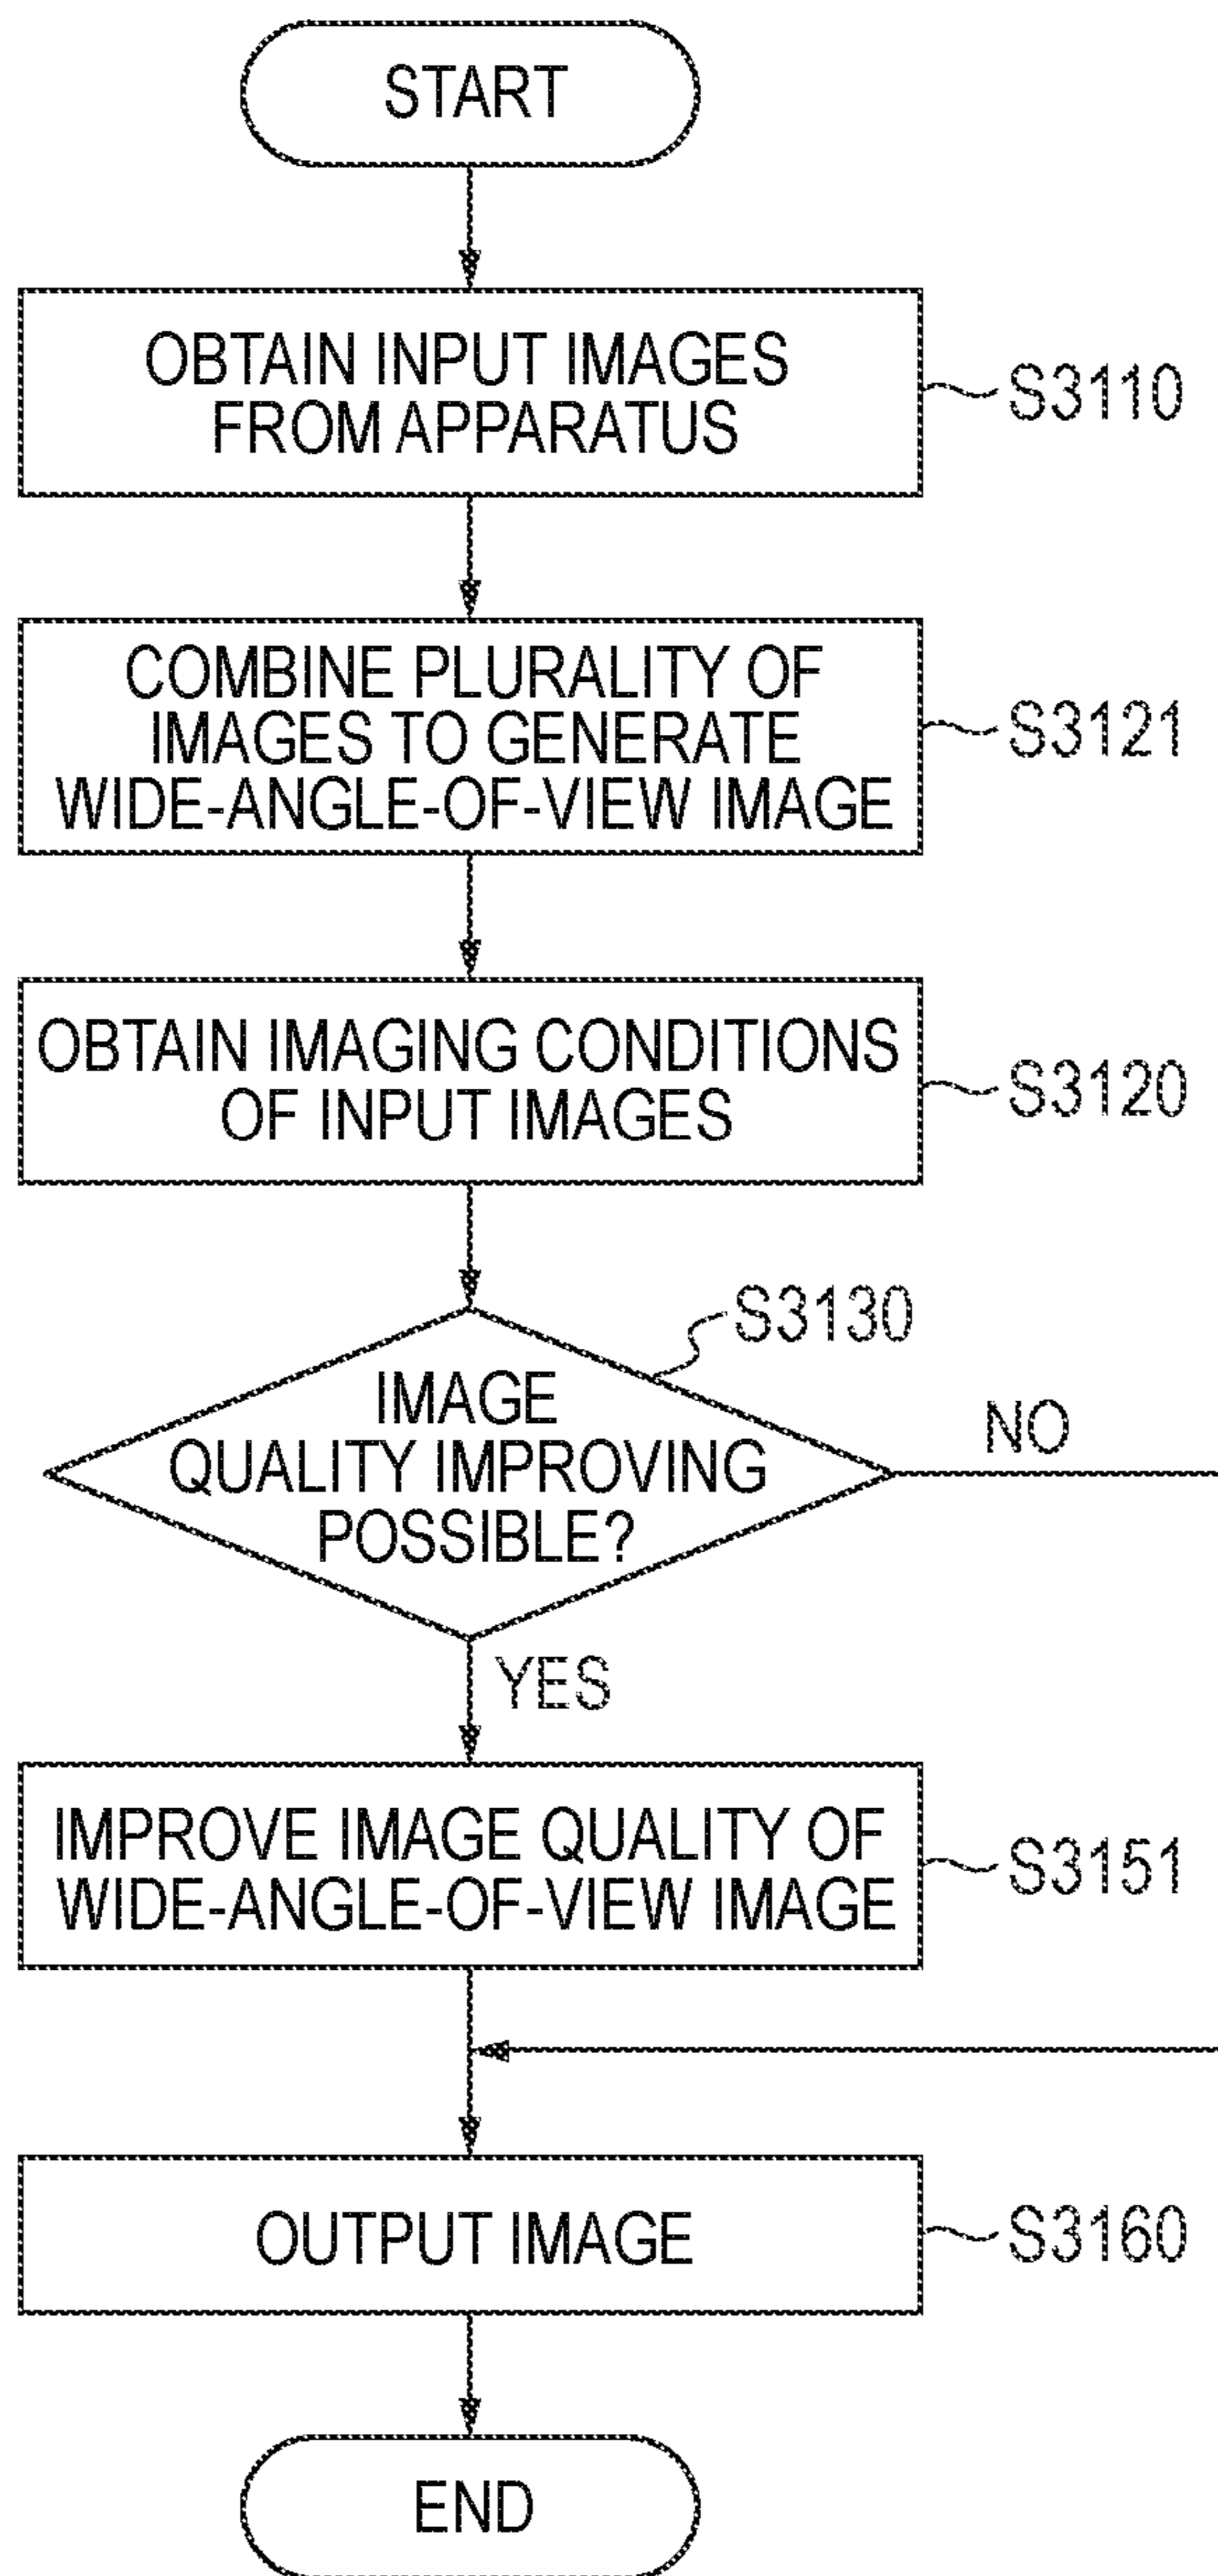 START
OBTAIN INPUT IMAGES
FROM APPARATUS
S3110
COMBINE PLURALITY OF
IMAGES TO GENERATE
WIDE-ANGLE-OF-VIEW IMAGE
S3121
OBTAIN IMAGING CONDITIONS
OF INPUT IMAGES
S3120
S3130
IMAGE
QUALITY IMPROVING
POSSIBLE?
NO
YES
IMPROVE IMAGE QUALITY OF
WIDE-ANGLE-OF-VIEW IMAGE
S3151
OUTPUT IMAGE
S3160
END